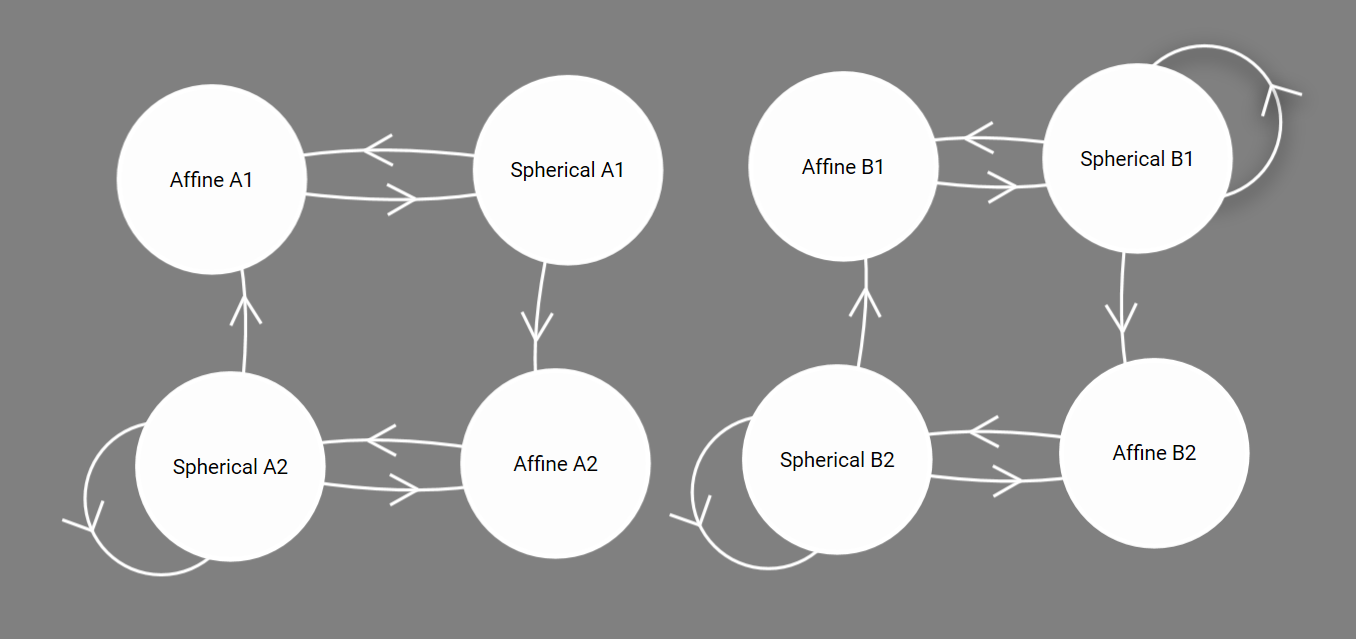 Affine A1
Spherical A1
Affine B1
Spherical B1
Spherical A2
Affine A2
Spherical B2
Affine B2